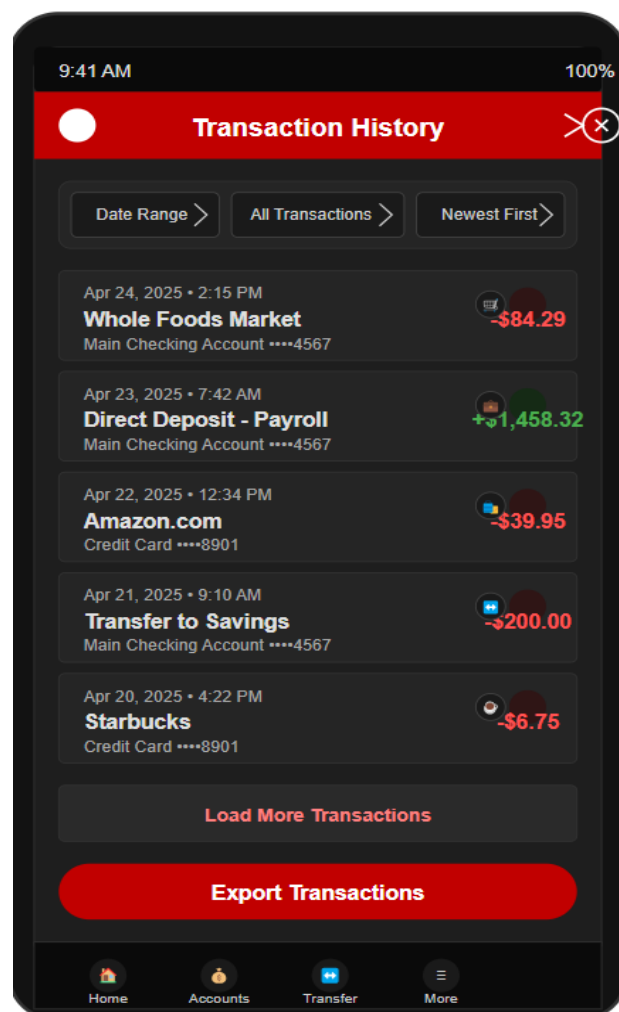 9:41 AM 100%
Transaction History
Date Range All Transactions Newest First
Apr 24, 2025 • 2:15 PM
Whole Foods Market -$84.29
Main Checking Account ••••4567
Apr 23, 2025 • 7:42 AM
Direct Deposit - Payroll +$1,458.32
Main Checking Account ••••4567
Apr 22, 2025 • 12:34 PM
Amazon.com -$39.95
Credit Card ••••8901
Apr 21, 2025 • 9:10 AM
Transfer to Savings -$200.00
Main Checking Account ••••4567
Apr 20, 2025 • 4:22 PM
Starbucks -$6.75
Credit Card ••••8901
Load More Transactions
Export Transactions
Home Accounts Transfer More